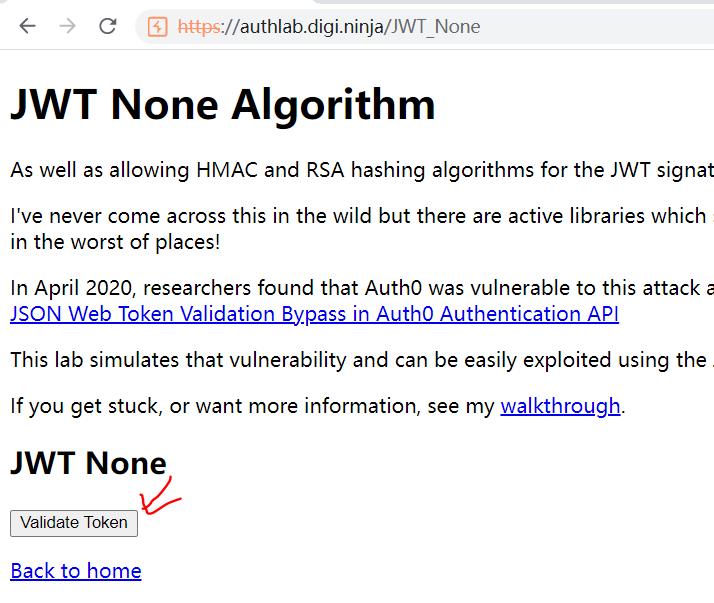 https://authlab.digi.ninja/JWT_None
JWT None Algorithm
As well as allowing HMAC and RSA hashing algorithms for the JWT signat
I've never come across this in the wild but there are active libraries which
in the worst of places!
In April 2020, researchers found that Auth0 was vulnerable to this attack a
JSON Web Token Validation Bypass in Auth0 Authentication API
This lab simulates that vulnerability and can be easily exploited using the
If you get stuck, or want more information, see my walkthrough.
JWT None
Validate Token
Back to home